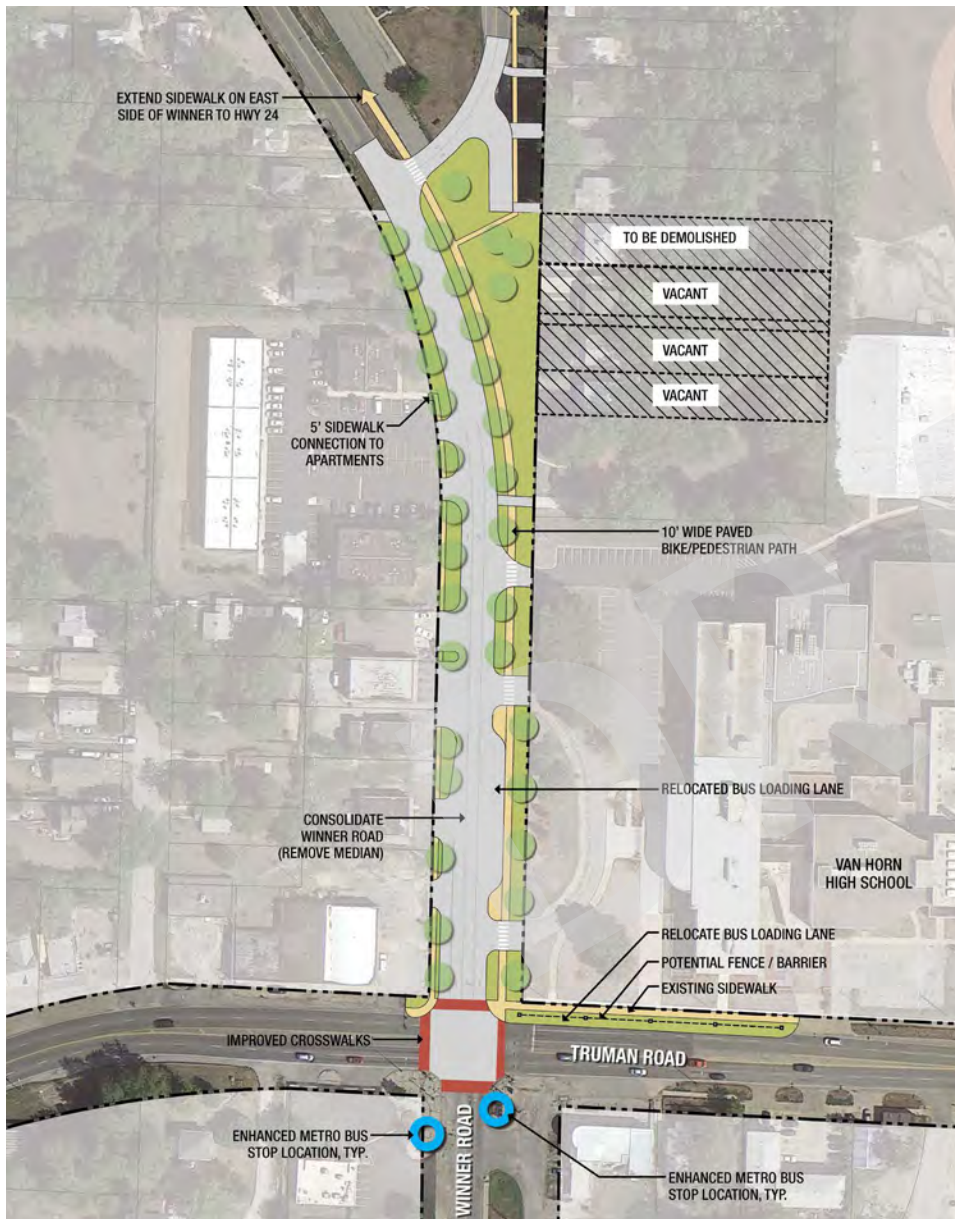 EXTEND SIDEWALK ON EAST
SIDE OF WINNER TO HWY 24
TO BE DEMOLISHED
VACANT
VACANT
VACANT
5' SIDEWALK
CONNECTION TO
APARTMENTS
10' WIDE PAVED
BIKE/PEDESTRIAN PATH
RELOCATED BUS LOADING LANE
CONSOLIDATE
WINNER ROAD
(REMOVE MEDIAN)
VAN HORN
HIGH SCHOOL
RELOCATE BUS LOADING LANE
POTENTIAL FENCE / BARRIER
EXISTING SIDEWALK
IMPROVED CROSSWALKS
TRUMAN ROAD
WINNER ROAD
ENHANCED METRO BUS
STOP LOCATION, TYP.
ENHANCED METRO BUS
STOP LOCATION, TYP.